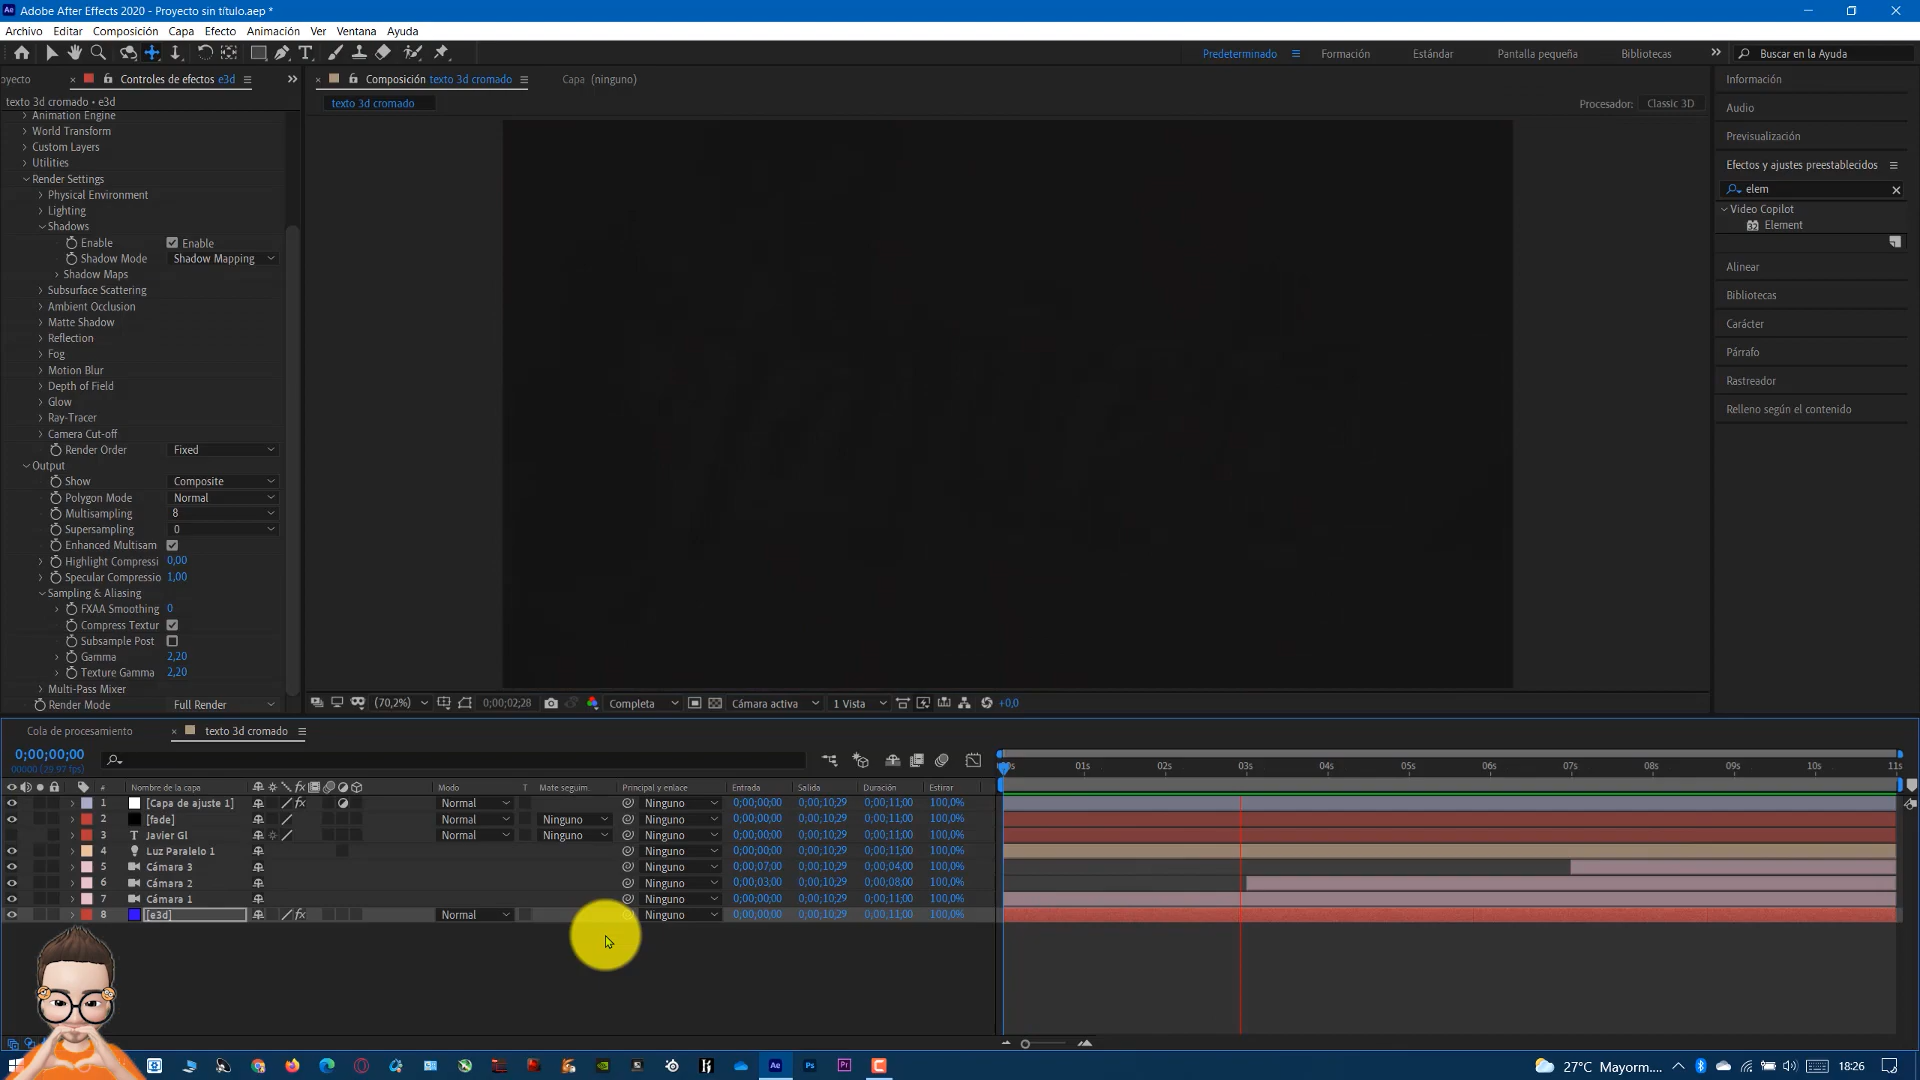 Adobe After Effects 2020 - Proyecto sin título.aep *
Archivo Editar Composición Capa Efecto Animación Ver Ventana Ayuda
Predeterminado Formación Estándar Pantalla pequeña Bibliotecas Buscar en la Ayuda
oyecto Controles de efectos e3d
Composición texto 3d cromado Capa (ninguno)
texto 3d cromado • e3d
texto 3d cromado
Procesador: Classic 3D
Animation Engine
World Transform
Custom Layers
Utilities
Render Settings
Physical Environment
Lighting
Shadows
Enable Enable
Shadow Mode Shadow Mapping
Shadow Maps
Subsurface Scattering
Ambient Occlusion
Matte Shadow
Reflection
Fog
Motion Blur
Depth of Field
Glow
Ray-Tracer
Camera Cut-off
Render Order Fixed
Output
Show Composite
Polygon Mode Normal
Multisampling 8
Supersampling 0
Enhanced Multisam
Highlight Compressi 0,00
Specular Compressio 1,00
Sampling & Aliasing
FXAA Smoothing 0
Compress Textur
Subsample Post
Gamma 2,20
Texture Gamma 2,20
Multi-Pass Mixer
Render Mode Full Render
Información
Audio
Previsualización
Efectos y ajustes preestablecidos
elem
Video Copilot
Element
Alinear
Bibliotecas
Carácter
Párrafo
Rastreador
Relleno según el contenido
(70,2%) 0;00;02;28 Completa Cámara activa 1 Vista +0,0
Cola de procesamiento texto 3d cromado
0;00;00;00
00000 (29.97 fps)
01s 02s 03s 04s 05s 06s 07s 08s 09s 10s 11s
# Nombre de la capa Modo T Mate seguim. Principal y enlace Entrada Salida Duración Estirar
1 [Capa de ajuste 1] Normal Ninguno 0;00;00;00 0;00;10;29 0;00;11;00 100,0%
2 [fade] Normal Ninguno Ninguno 0;00;00;00 0;00;10;29 0;00;11;00 100,0%
3 T Javier Gl Normal Ninguno Ninguno 0;00;00;00 0;00;10;29 0;00;11;00 100,0%
4 Luz Paralelo 1 Ninguno 0;00;00;00 0;00;10;29 0;00;11;00 100,0%
5 Cámara 3 Ninguno 0;00;07;00 0;00;10;29 0;00;04;00 100,0%
6 Cámara 2 Ninguno 0;00;03;00 0;00;10;29 0;00;08;00 100,0%
7 Cámara 1 Ninguno 0;00;00;00 0;00;10;29 0;00;11;00 100,0%
8 [e3d] Normal Ninguno 0;00;00;00 0;00;10;29 0;00;11;00 100,0%
27°C Mayorm.... 18:26